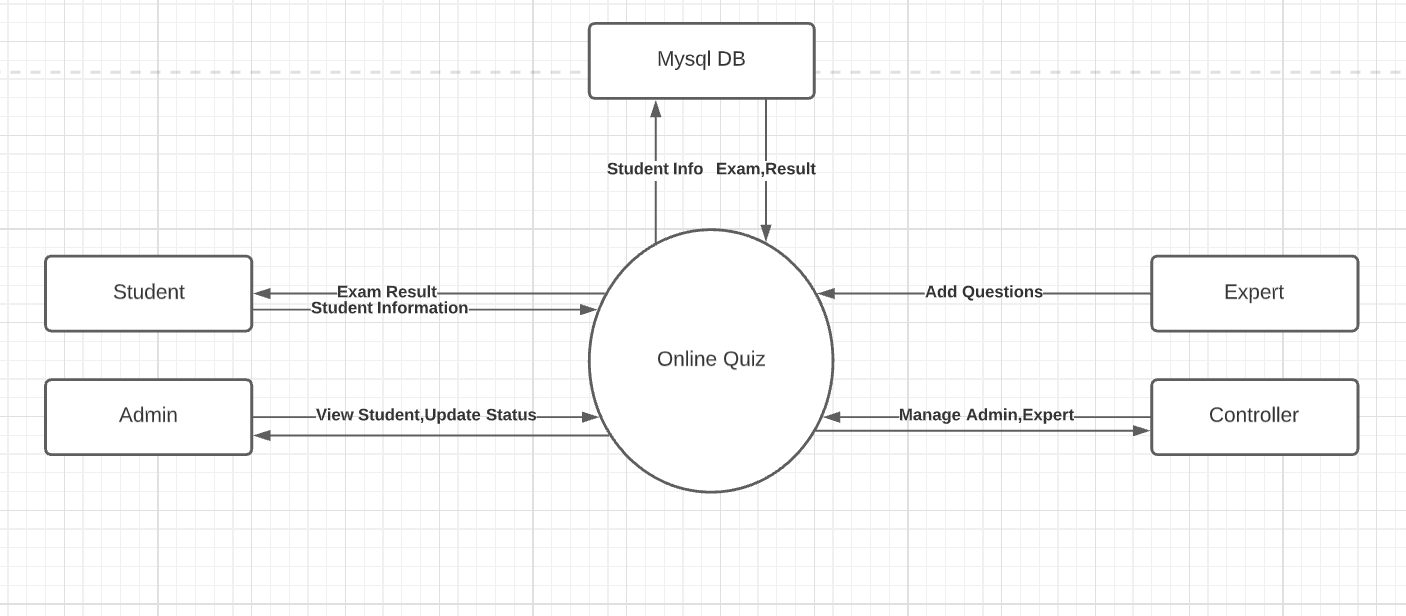 Mysql DB
Student Info
Exam,Result
Student
Exam Result
Student Information
Add Questions
Expert
Online Quiz
Admin
View Student,Update Status
Manage Admin,Expert
Controller